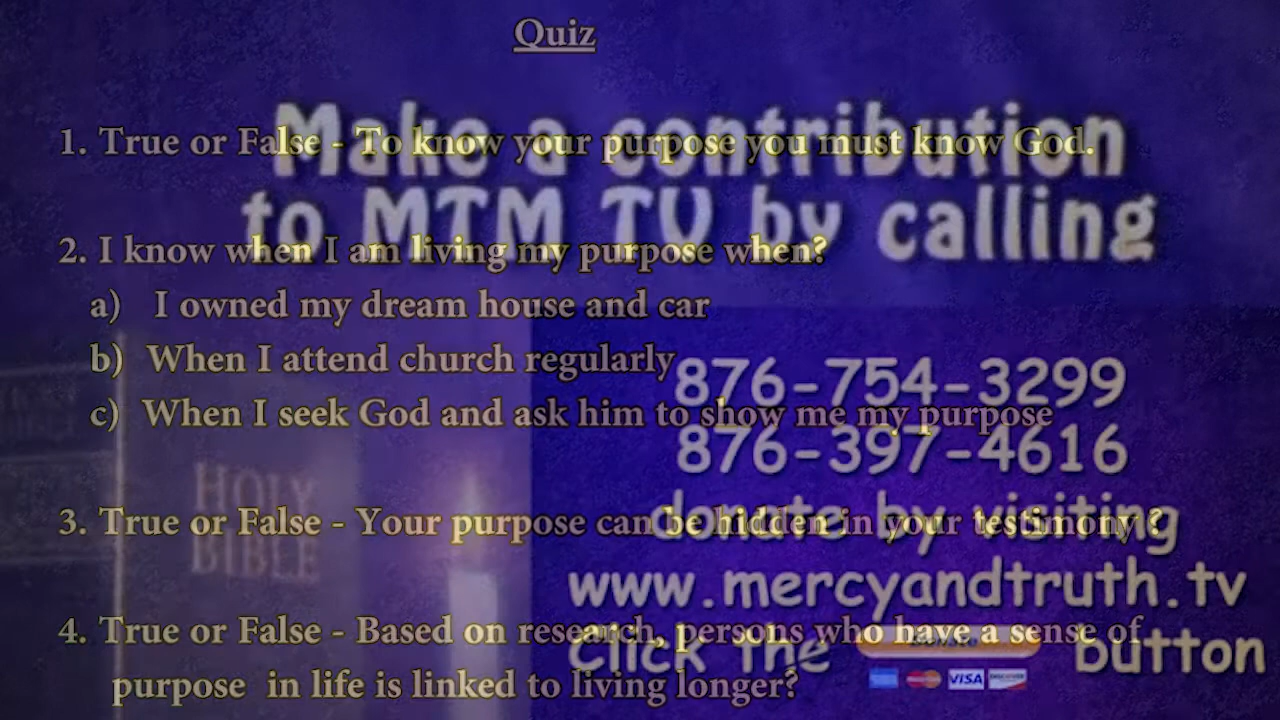 Quiz
1. True or False - To know your purpose you must know God.
2. I know when I am living my purpose when?
a) I owned my dream house and car
b) When I attend church regularly
c) When I seek God and ask him to show me my purpose
3. True or False - Your purpose can be hidden in your testimony ?
4. True or False - Based on research, persons who have a sense of
purpose in life is linked to living longer?
Make a contribution
to MTM TV by calling
876-754-3299
876-397-4616
donate by visiting
www.mercyandtruth.tv
Click the Donate button
VISA
DISCOVER
HOLY
BIBLE